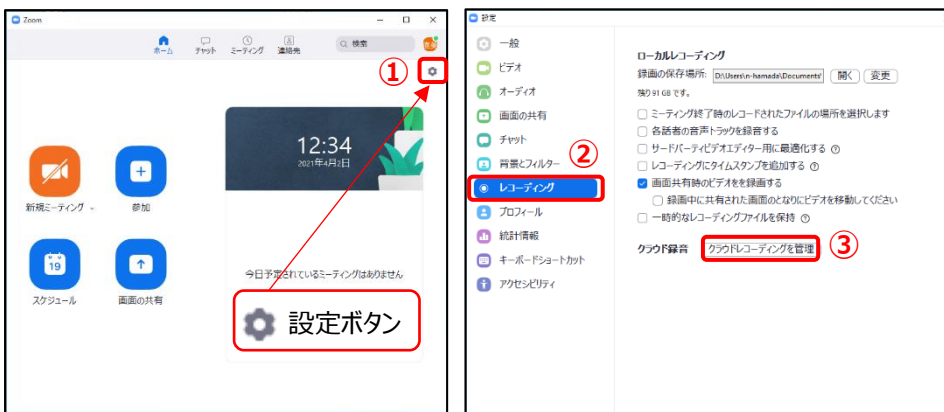 Zoom
ホーム
チャット
ミーティング
連絡先
検索
①
新規ミーティング
参加
12:34
2021年4月2日
19
スケジュール
画面の共有
今日予定されているミーティングはありません
設定ボタン
設定
一般
ビデオ
オーディオ
画面の共有
チャット
背景とフィルター
②
レコーディング
プロフィール
統計情報
キーボードショートカット
アクセシビリティ
ローカルレコーディング
録画の保存場所: D:\Users\n-hamada\Documents\ 開く 変更
残り91 GBです。
ミーティング終了時のレコードされたファイルの場所を選択します
各話者の音声トラックを録音する
サードパーティビデオエディター用に最適化する
レコーディングにタイムスタンプを追加する
画面共有時のビデオをを録画する
録画中に共有された画面のとなりにビデオを移動してください
一時的なレコーディングファイルを保持
クラウド録音 クラウドレコーディングを管理 ③